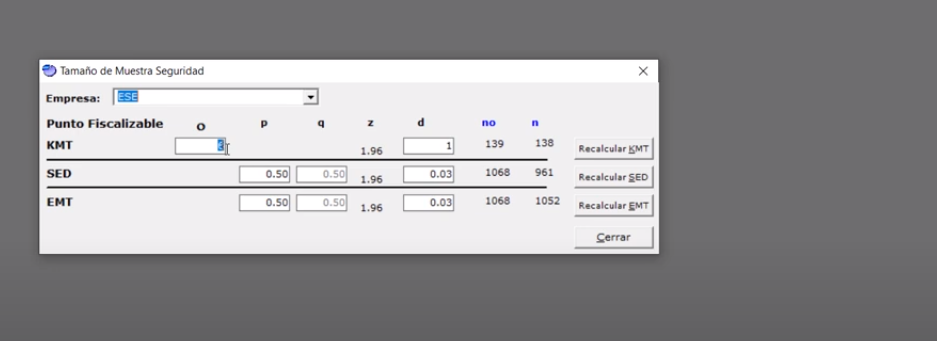 Tamaño de Muestra Seguridad
Empresa: ESE
Punto Fiscalizable O p q z d no n
KMT 1.96 1 139 138 Recalcular KMT
SED 0.50 0.50 1.96 0.03 1068 961 Recalcular SED
EMT 0.50 0.50 1.96 0.03 1068 1052 Recalcular EMT
Cerrar